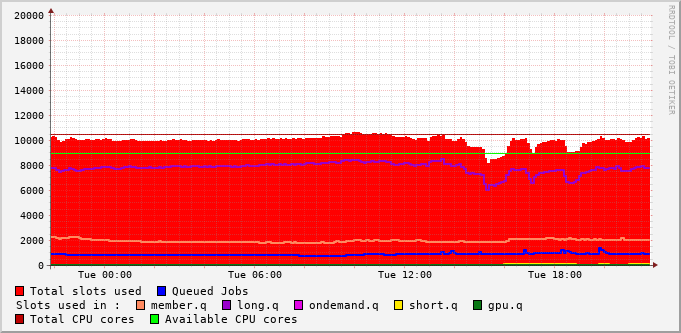 20000
18000
16000
14000
12000
10000
8000
6000
4000
2000
0
Tue 00:00 Tue 06:00 Tue 12:00 Tue 18:00
RRDTOOL / TOBI OETIKER
Total slots used Queued Jobs
Slots used in : member.q long.q ondemand.q short.q gpu.q
Total CPU cores Available CPU cores